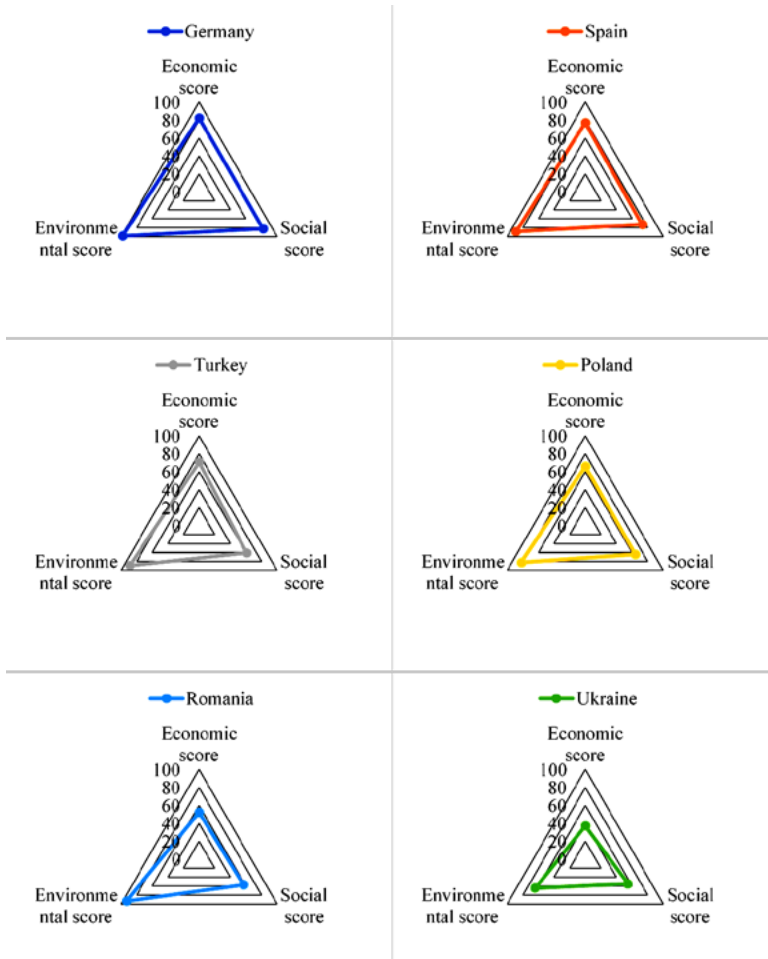 Germany
Economic
score
100
80
60
40
20
0
Environme
ntal score
Social
score
Spain
Economic
score
100
80
60
40
20
0
Environme
ntal score
Social
score
Turkey
Economic
score
100
80
60
40
20
0
Environme
ntal score
Social
score
Poland
Economic
score
100
80
60
40
20
0
Environme
ntal score
Social
score
Romania
Economic
score
100
80
60
40
20
0
Environme
ntal score
Social
score
Ukraine
Economic
score
100
80
60
40
20
0
Environme
ntal score
Social
score